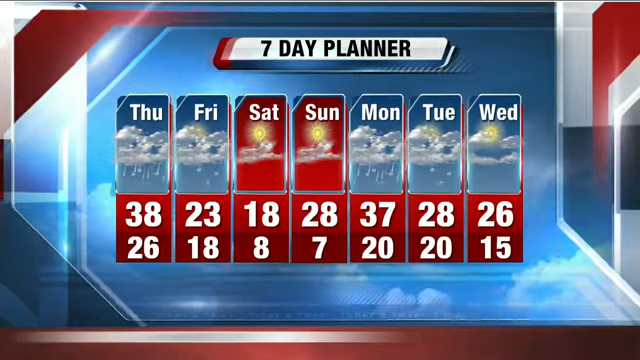 7 DAY PLANNER
Thu Fri Sat Sun Mon Tue Wed
38 23 18 28 37 28 26
26 18 8 7 20 20 15